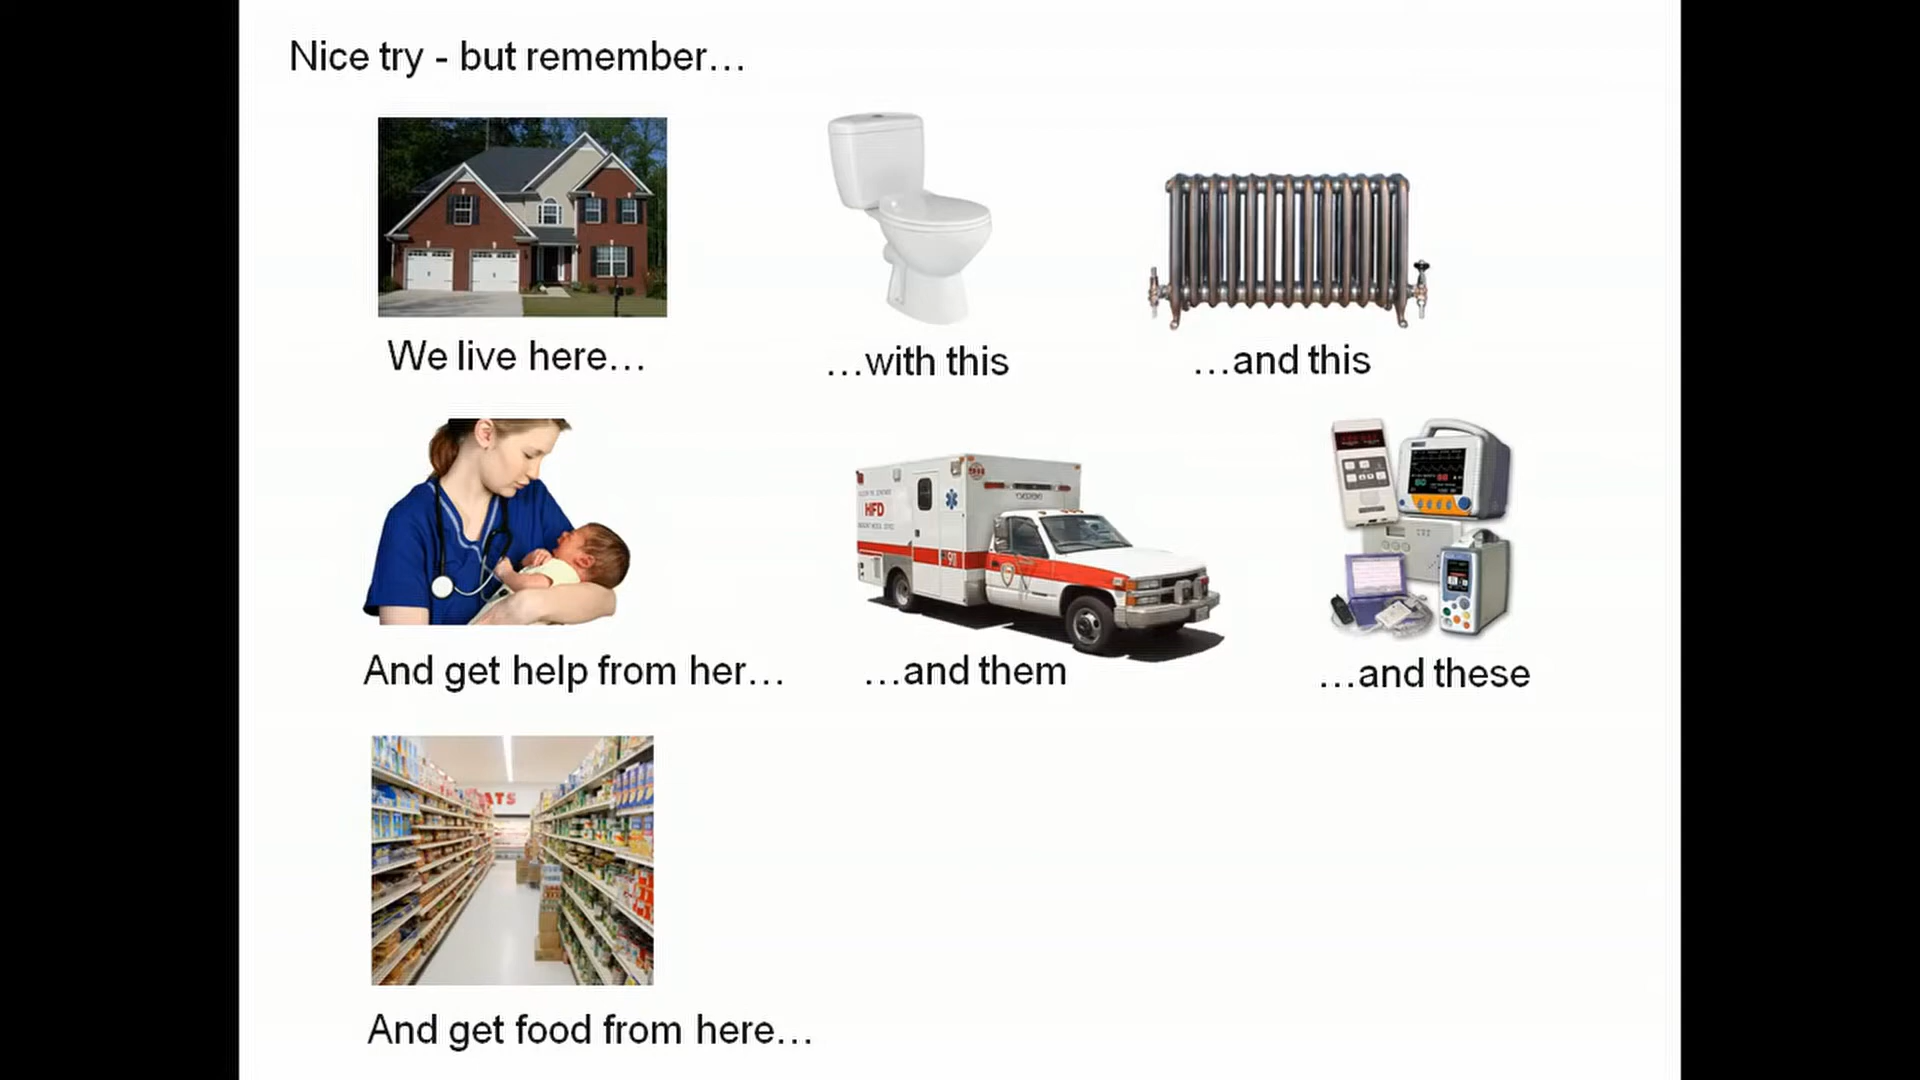 Nice try - but remember…
We live here…
…with this
…and this
And get help from her…
HFD
…and them
…and these
And get food from here…